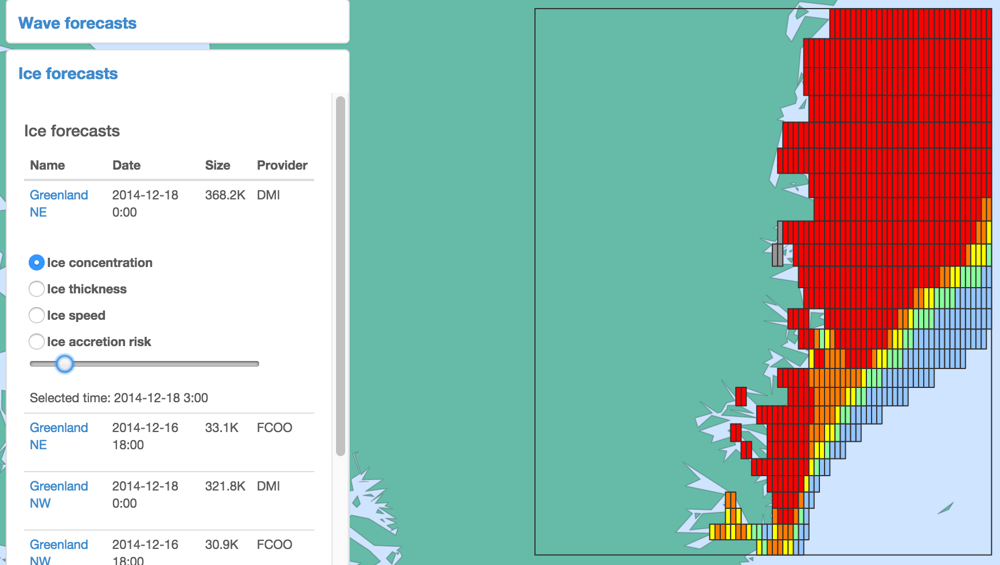 Wave forecasts
Ice forecasts
Ice forecasts
Name Date Size Provider
Greenland 2014-12-18 368.2K DMI
NE 0:00
Ice concentration
Ice thickness
Ice speed
Ice accretion risk
Selected time: 2014-12-18 3:00
Greenland 2014-12-16 33.1K FCOO
NE 18:00
Greenland 2014-12-18 321.8K DMI
NW 0:00
Greenland 2014-12-16 30.9K FCOO
NW 18:00